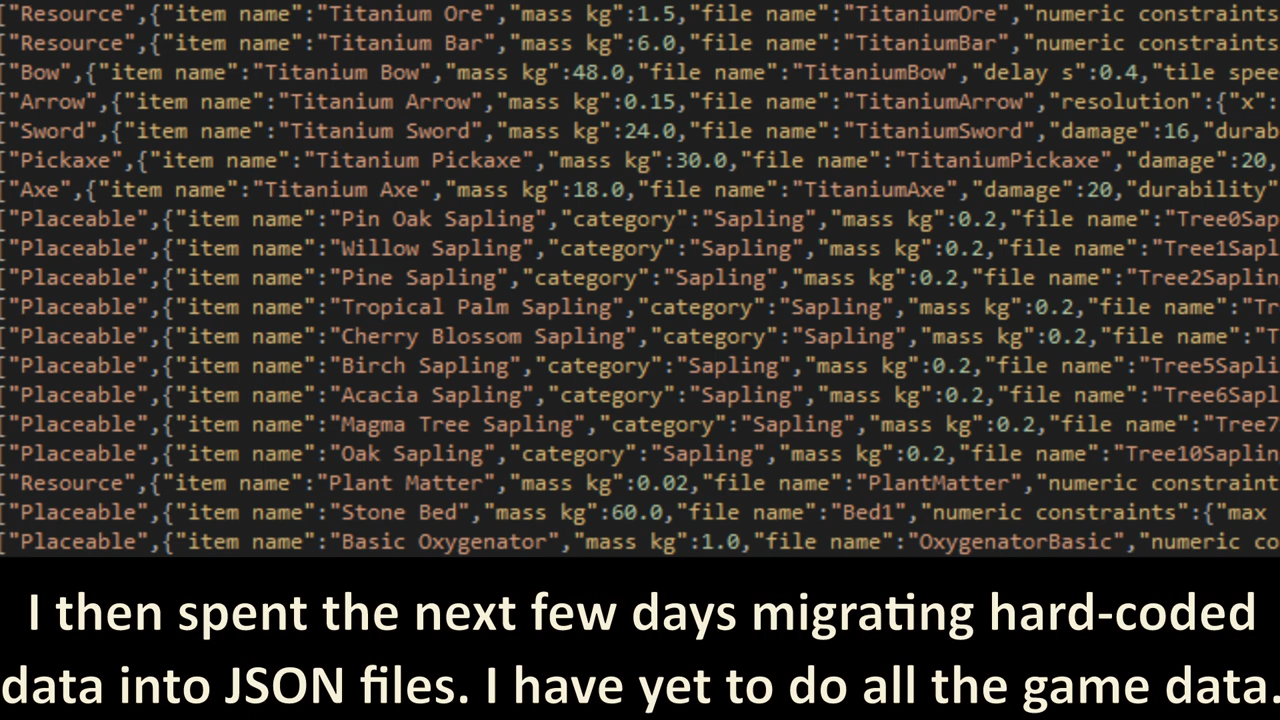 ["Resource",{"item name":"Titanium Ore","mass kg":1.5,"file name":"TitaniumOre","numeric constraints
["Resource",{"item name":"Titanium Bar","mass kg":6.0,"file name":"TitaniumBar","numeric constraints
["Bow",{"item name":"Titanium Bow","mass kg":48.0,"file name":"TitaniumBow","delay s":0.4,"tile spee
["Arrow",{"item name":"Titanium Arrow","mass kg":0.15,"file name":"TitaniumArrow","resolution":{"x":
["Sword",{"item name":"Titanium Sword","mass kg":24.0,"file name":"TitaniumSword","damage":16,"durab
["Pickaxe",{"item name":"Titanium Pickaxe","mass kg":30.0,"file name":"TitaniumPickaxe","damage":20,
["Axe",{"item name":"Titanium Axe","mass kg":18.0,"file name":"TitaniumAxe","damage":20,"durability"
["Placeable",{"item name":"Pin Oak Sapling","category":"Sapling","mass kg":0.2,"file name":"Tree0Sap
["Placeable",{"item name":"Willow Sapling","category":"Sapling","mass kg":0.2,"file name":"Tree1Sapl
["Placeable",{"item name":"Pine Sapling","category":"Sapling","mass kg":0.2,"file name":"Tree2Saplin
["Placeable",{"item name":"Tropical Palm Sapling","category":"Sapling","mass kg":0.2,"file name":"Tr
["Placeable",{"item name":"Cherry Blossom Sapling","category":"Sapling","mass kg":0.2,"file name":"T
["Placeable",{"item name":"Birch Sapling","category":"Sapling","mass kg":0.2,"file name":"Tree5Sapli
["Placeable",{"item name":"Acacia Sapling","category":"Sapling","mass kg":0.2,"file name":"Tree6Sapl
["Placeable",{"item name":"Magma Tree Sapling","category":"Sapling","mass kg":0.2,"file name":"Tree7
["Placeable",{"item name":"Oak Sapling","category":"Sapling","mass kg":0.2,"file name":"Tree10Saplin
["Resource",{"item name":"Plant Matter","mass kg":0.02,"file name":"PlantMatter","numeric constraint
["Placeable",{"item name":"Stone Bed","mass kg":60.0,"file name":"Bed1","numeric constraints":{"max
["Placeable",{"item name":"Basic Oxygenator","mass kg":1.0,"file name":"OxygenatorBasic","numeric co
I then spent the next few days migrating hard-coded
data into JSON files. I have yet to do all the game data.